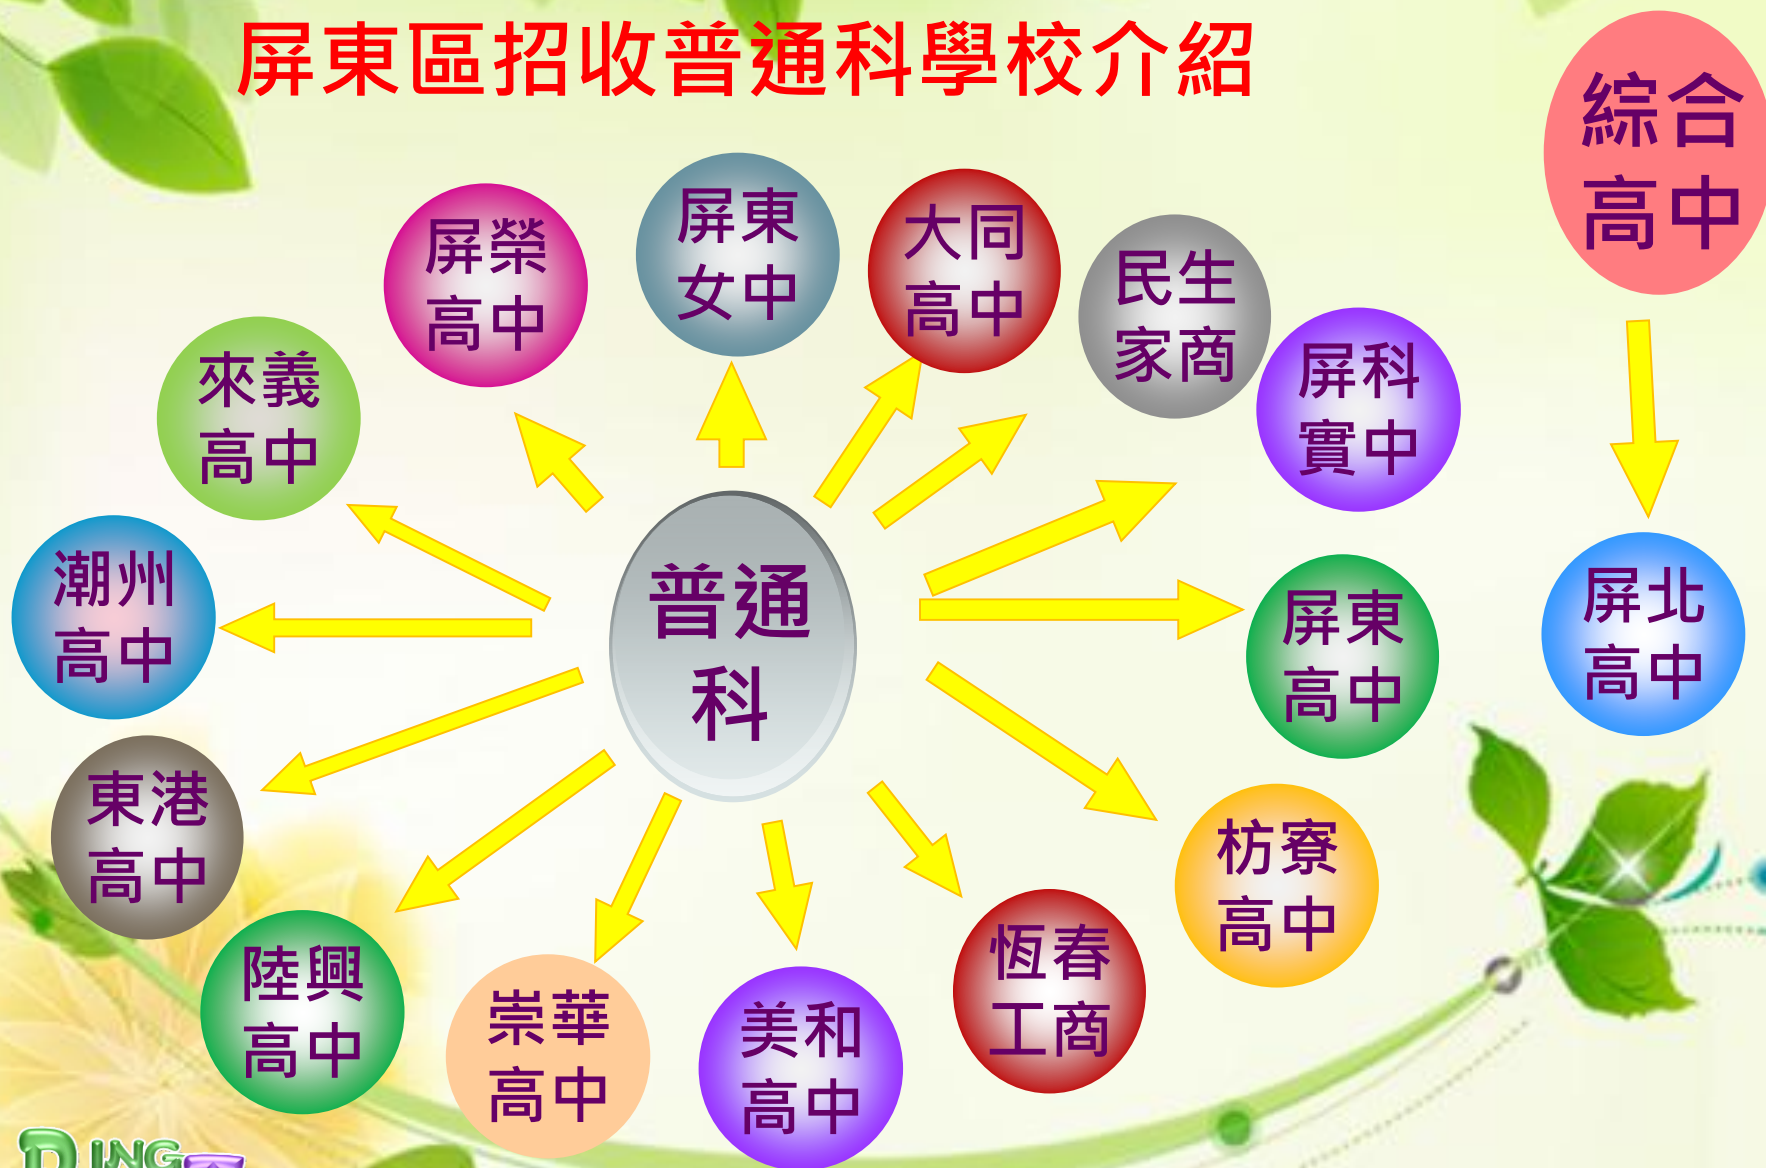 屏東區招收普通科學校介紹
綜合
高中
屏榮
高中
屏東
女中
大同
高中
民生
家商
屏科
實中
來義
高中
潮州
高中
普通
科
屏東
高中
屏北
高中
東港
高中
枋寮
高中
陸興
高中
崇華
高中
美和
高中
恆春
工商
DING